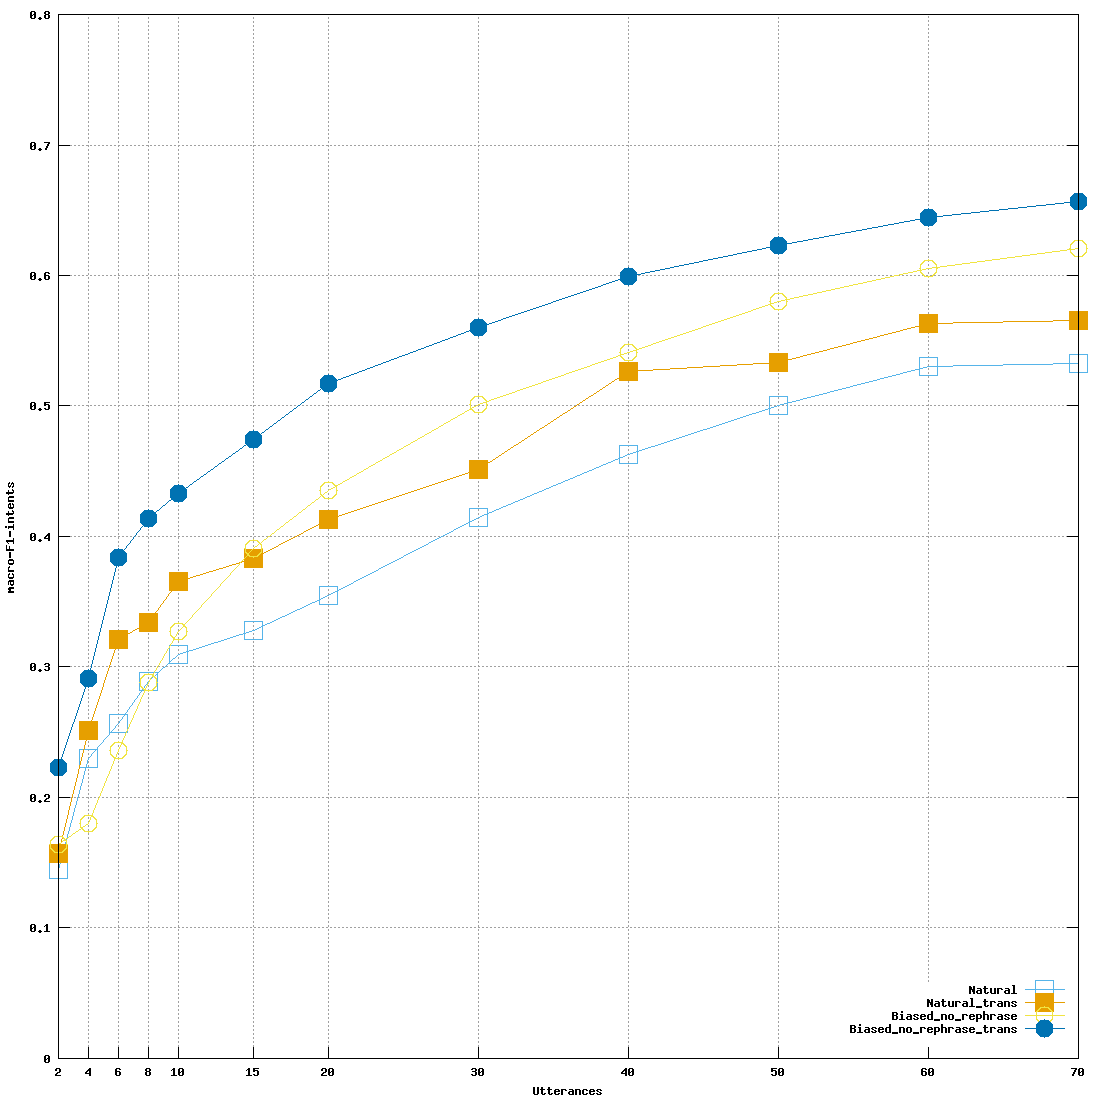 0.8
0.7
0.6
0.5
0.4
0.3
0.2
0.1
0
macro-F1-intents
2 4 6 8 10 15 20 30 40 50 60 70
Utterances
Natural
Natural_trans
Biased_no_rephrase
Biased_no_rephrase_trans